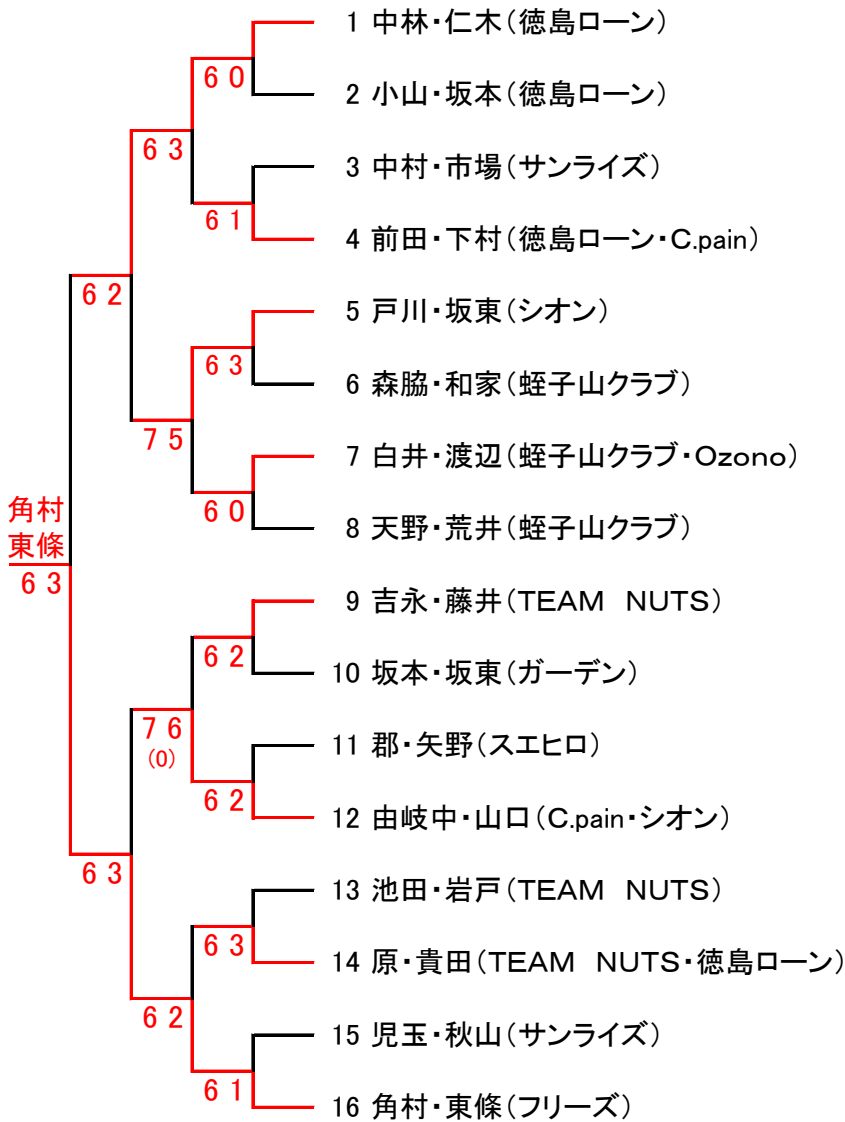 1 中林・仁木（徳島ローン）
6 0
2 小山・坂本（徳島ローン）
6 3
3 中村・市場（サンライズ）
6 1
4 前田・下村（徳島ローン・C.pain）
6 2
5 戸川・坂東（シオン）
6 3
6 森脇・和家（蛭子山クラブ）
7 5
7 白井・渡辺（蛭子山クラブ・Ozono）
6 0
8 天野・荒井（蛭子山クラブ）
角村
東條
6 3
9 吉永・藤井（TEAM NUTS）
6 2
10 坂本・坂東（ガーデン）
7 6
(0)
11 郡・矢野（スエヒロ）
6 2
12 由岐中・山口（C.pain・シオン）
6 3
13 池田・岩戸（TEAM NUTS）
6 3
14 原・貴田（TEAM NUTS・徳島ローン）
6 2
15 児玉・秋山（サンライズ）
6 1
16 角村・東條（フリーズ）